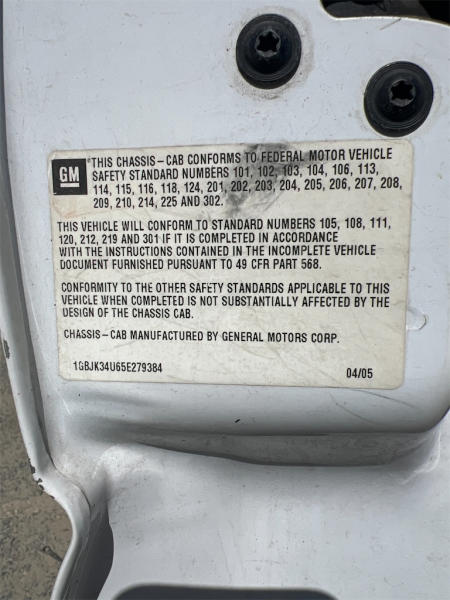 GM
*THIS CHASSIS-CAB CONFORMS TO FEDERAL MOTOR VEHICLE
SAFETY STANDARD NUMBERS 101, 102, 103, 104, 106, 113,
114, 115, 116, 118, 124, 201, 202, 203, 204, 205, 206, 207, 208,
209, 210, 214, 225 AND 302.
THIS VEHICLE WILL CONFORM TO STANDARD NUMBERS 105, 108, 111,
120, 212, 219 AND 301 IF IT IS COMPLETED IN ACCORDANCE
WITH THE INSTRUCTIONS CONTAINED IN THE INCOMPLETE VEHICLE
DOCUMENT FURNISHED PURSUANT TO 49 CFR PART 568.
CONFORMITY TO THE OTHER SAFETY STANDARDS APPLICABLE TO THIS
VEHICLE WHEN COMPLETED IS NOT SUBSTANTIALLY AFFECTED BY THE
DESIGN OF THE CHASSIS CAB.
CHASSIS-CAB MANUFACTURED BY GENERAL MOTORS CORP.
1GBJK34U65E279384 04/05